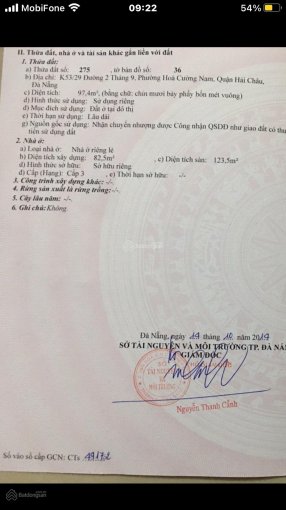 MobiFone
09:22
54%
II. Thửa đất, nhà ở và tài sản khác gắn liền với đất
1. Thửa đất:
a) Thửa đất số: 275 , tờ bản đồ số: 36
b) Địa chỉ: K53/29 Đường 2 Tháng 9, Phường Hoà Cường Nam, Quận Hải Châu,
Đà Nẵng
c) Diện tích: 97,4m², (bằng chữ: chín mươi bảy phẩy bốn mét vuông)
d) Hình thức sử dụng: Sử dụng riêng
đ) Mục đích sử dụng: Đất ở tại đô thị
e) Thời hạn sử dụng: Lâu dài
g) Nguồn gốc sử dụng: Nhận chuyển nhượng được Công nhận QSDĐ như giao đất có thu
tiền sử dụng đất
2. Nhà ở:
a) Loại nhà ở: Nhà ở riêng lẻ
b) Diện tích xây dựng: 82,5m² , c) Diện tích sàn: 123,5m²
d) Hình thức sở hữu: Sở hữu riêng
đ) Cấp (Hạng): Cấp 3 , e) Thời hạn sở hữu: -/-
3. Công trình xây dựng khác: -/-
4. Rừng sản xuất là rừng trồng: -/-
5. Cây lâu năm: -/-
6. Ghi chú: Không
Đà Nẵng, ngày 17 tháng 10 năm 2017
SỞ TÀI NGUYÊN VÀ MÔI TRƯỜNG TP. ĐÀ NẴ
GIÁM ĐỐC
SỞ
TÀI NGUYÊN
VÀ
MÔI TRƯỜNG
Nguyễn Thanh Cảnh
Số vào sổ cấp GCN: CTs
Batdongsan